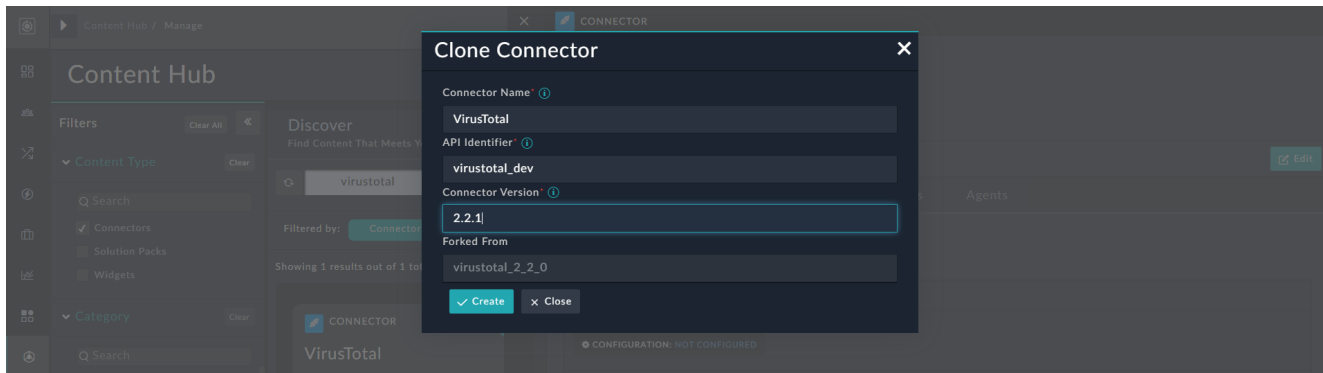 Content Hub / Manage
Content Hub
Filters
Clear All
Content Type
Clear
Search
Connectors
Solution Packs
Widgets
Category
Clear
Search
Discover
Find Content That Meets Y
virustotal
Filtered by:
Connector
Showing 1 results out of 1 tot
CONNECTOR
VirusTotal
CONNECTOR
Edit
s
Agents
CONFIGURATION: NOT CONFIGURED
Clone Connector
Connector Name*
VirusTotal
API Identifier*
virustotal_dev
Connector Version*
2.2.1
Forked From
virustotal_2_2_0
Create
Close